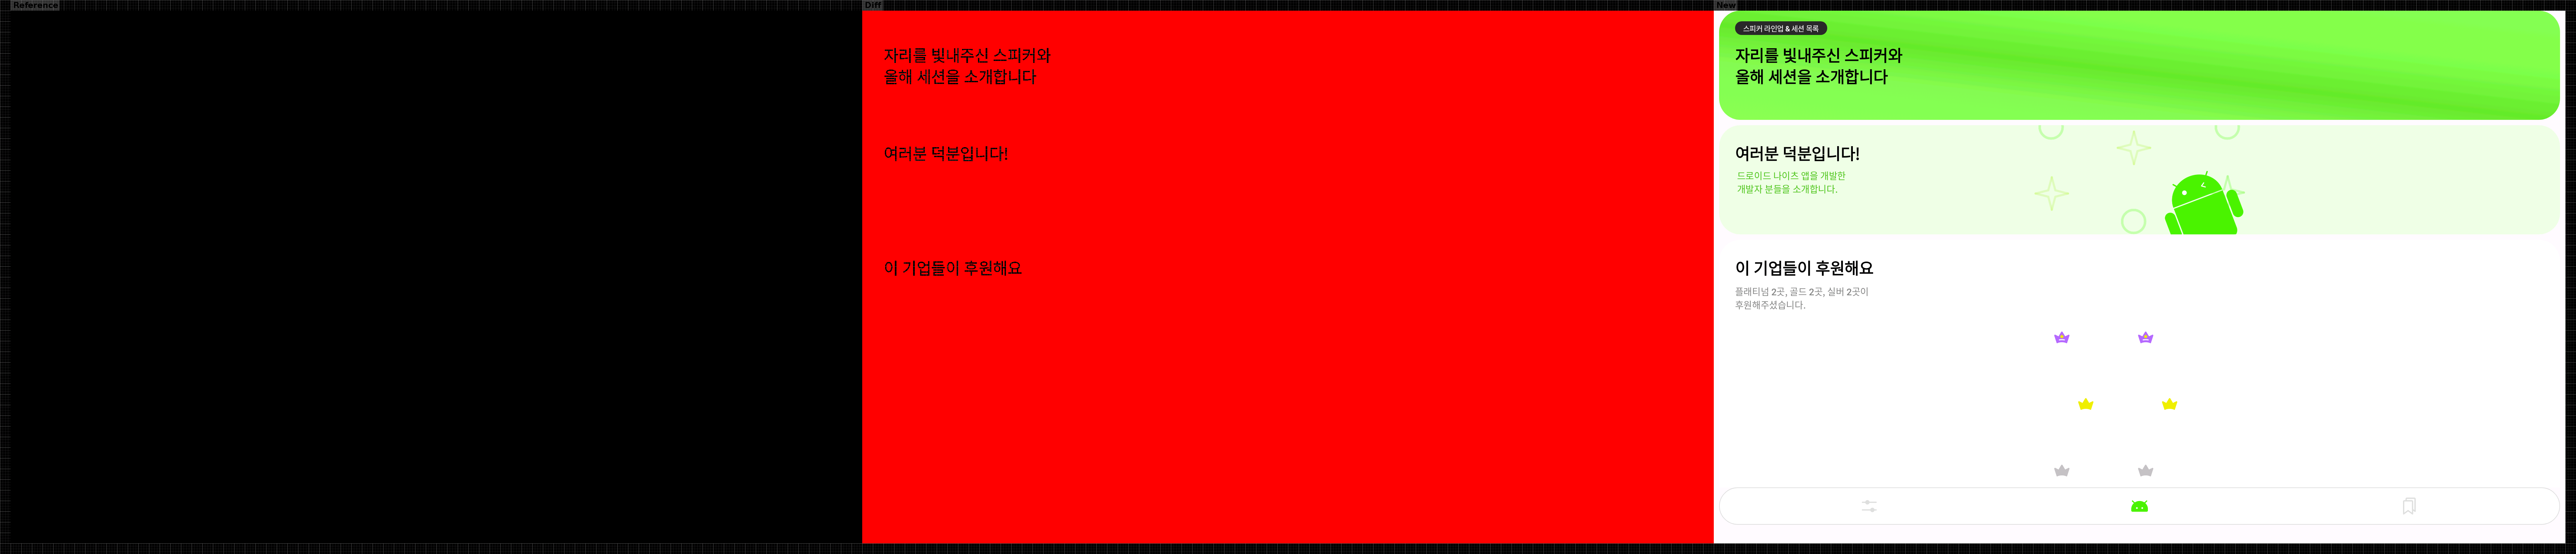 Reference
Diff
자리를 빛내주신 스피커와
올해 세션을 소개합니다
여러분 덕분입니다!
이 기업들이 후원해요
New
스피커 라인업 & 세션 목록
자리를 빛내주신 스피커와
올해 세션을 소개합니다
여러분 덕분입니다!
드로이드 나이츠 앱을 개발한
개발자 분들을 소개합니다.
이 기업들이 후원해요
플래티넘 2곳, 골드 2곳, 실버 2곳이
후원해주셨습니다.